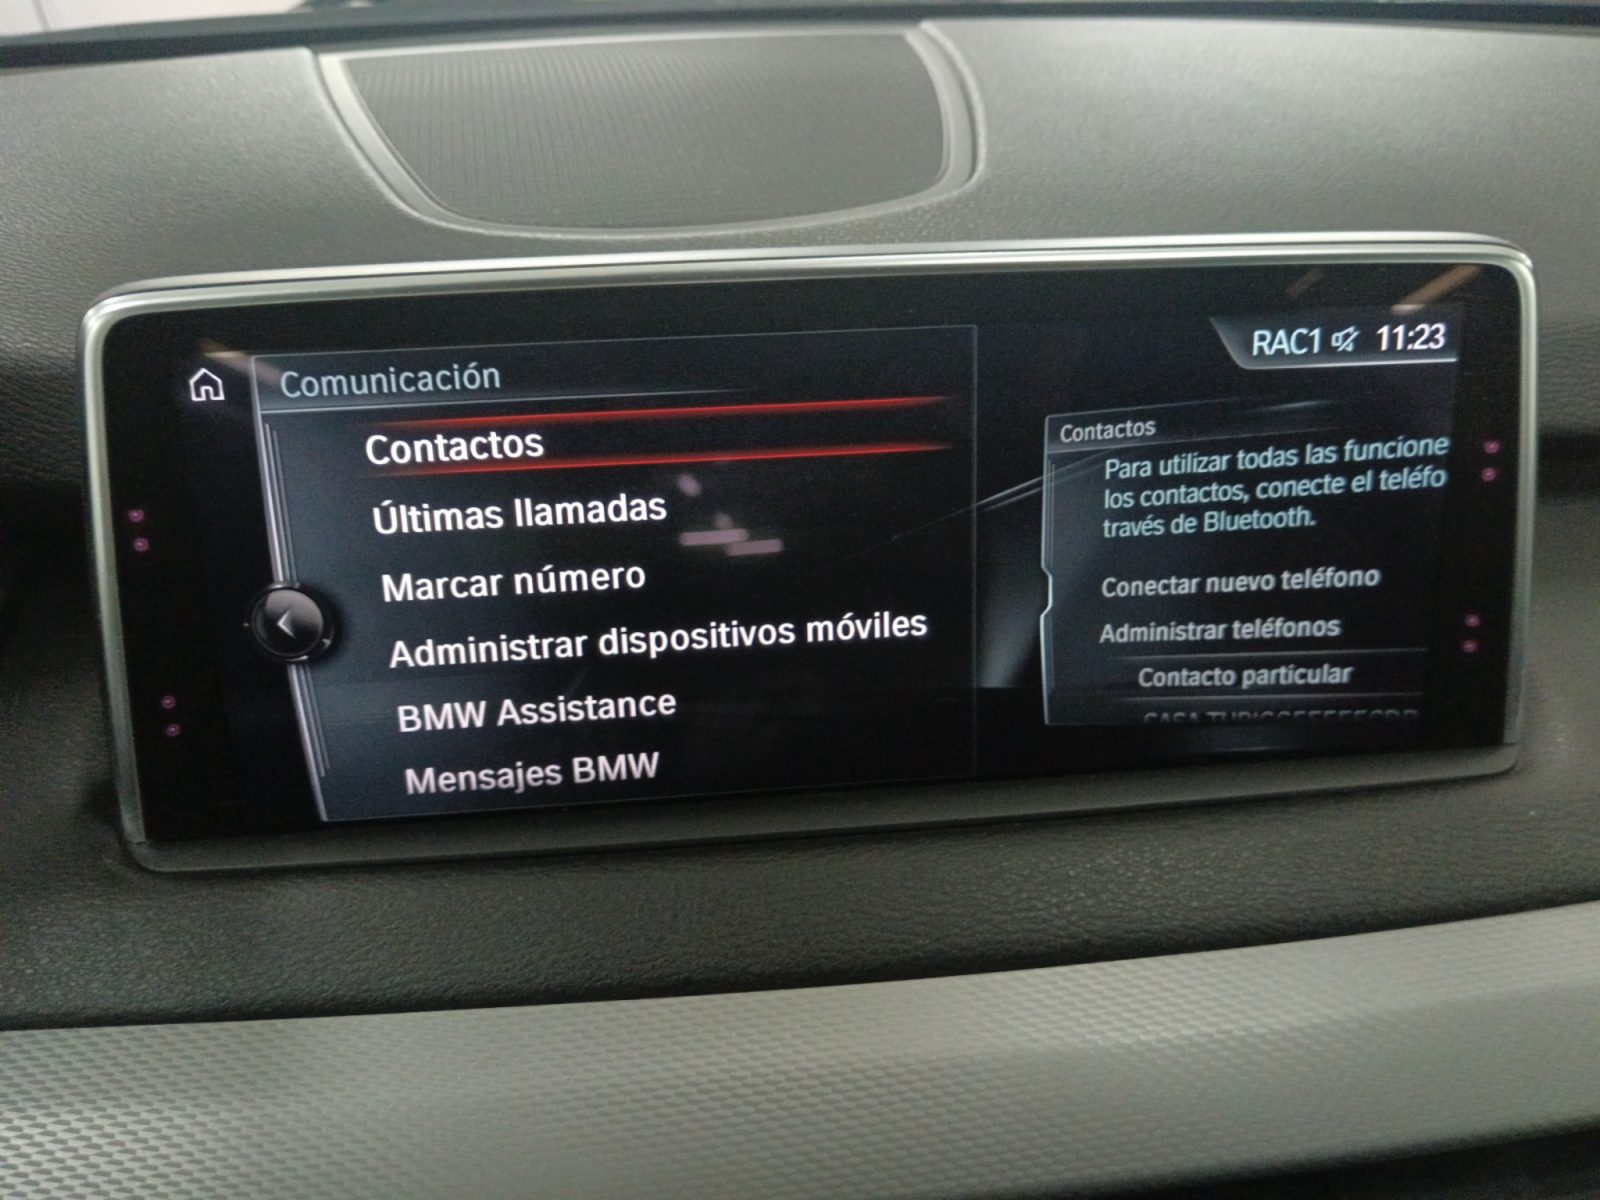 RAC1 11:23
Comunicación
Contactos
Últimas llamadas
Marcar número
Administrar dispositivos móviles
BMW Assistance
Mensajes BMW
Contactos
Para utilizar todas las funcione
los contactos, conecte el teléfo
través de Bluetooth.
Conectar nuevo teléfono
Administrar teléfonos
Contacto particular